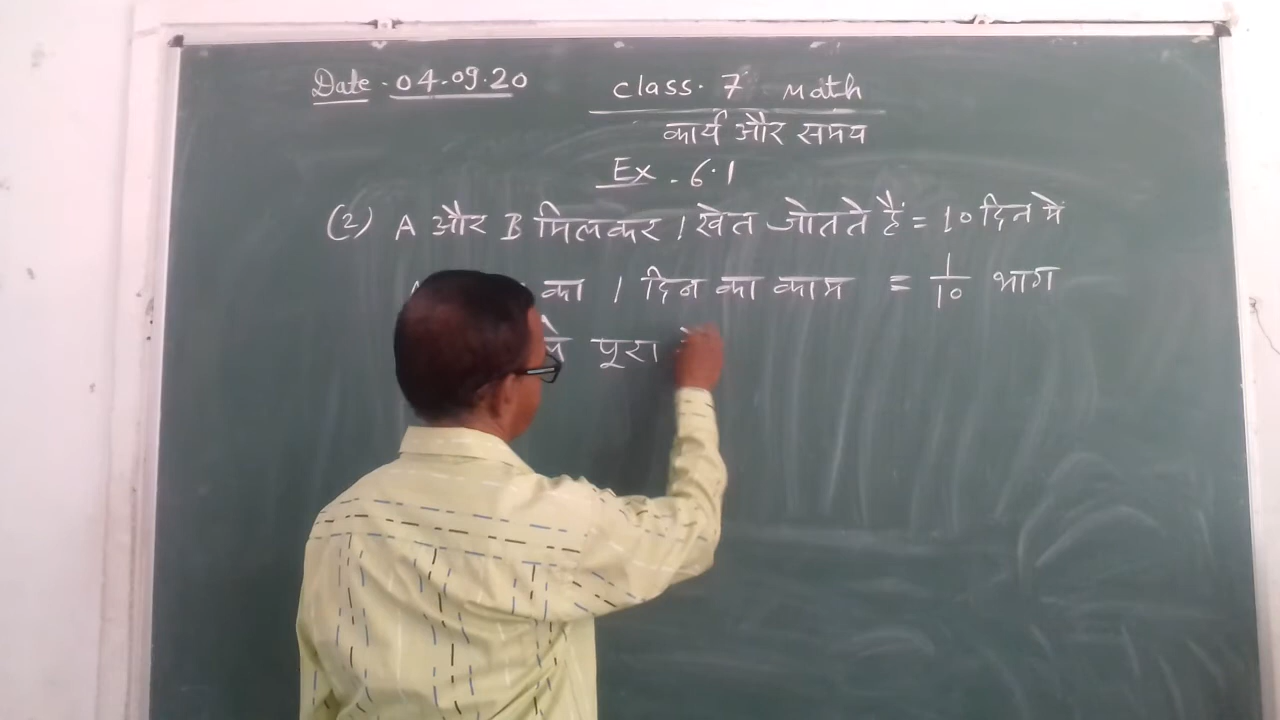 Date - 04.09.20
Class. 7 Math
कार्य और समय
Ex - 6.1
(2) A और B मिलकर 1 खेत जोतते हैं = 10 दिन में
का 1 दिन का काम = 1/10 भाग
पूरा